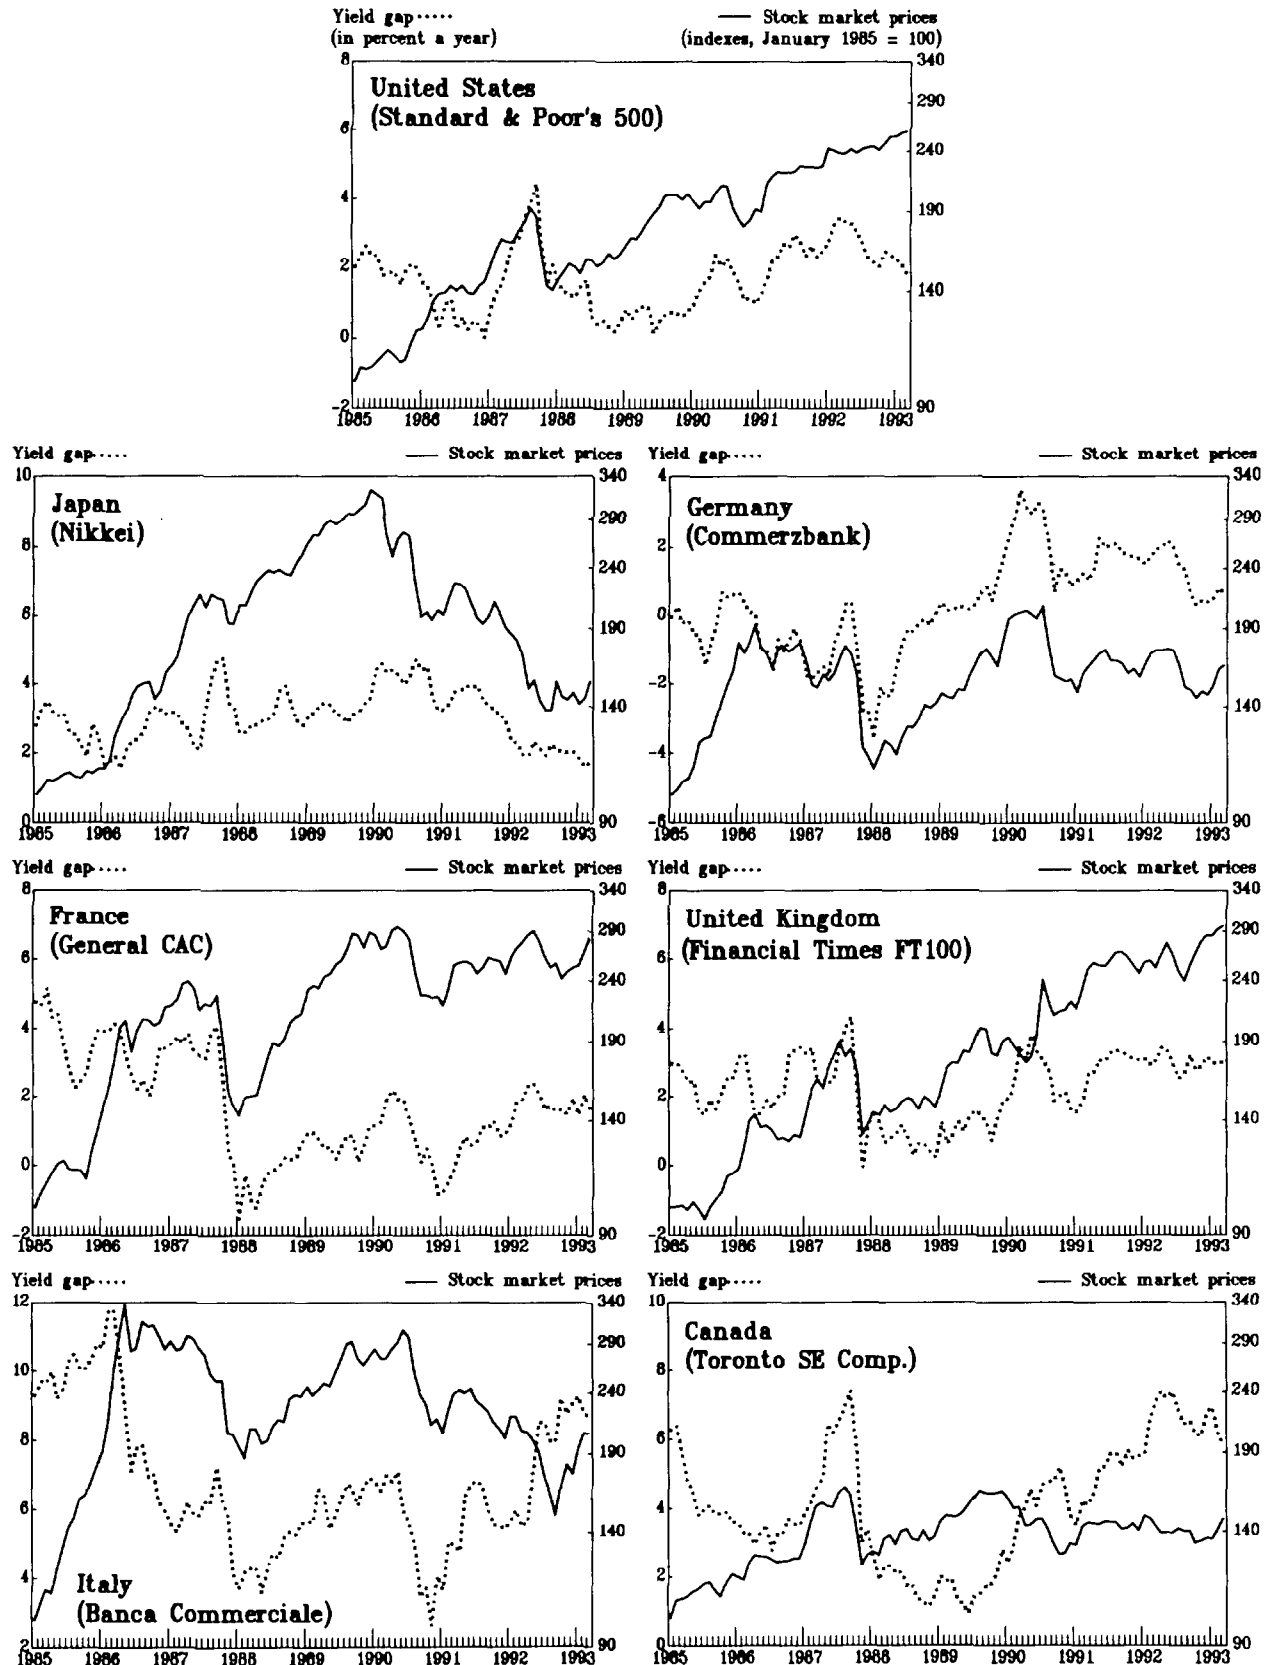 Yield gap ..... — Stock market prices
(in percent a year) (indexes, January 1985 = 100)
8 340
United States
(Standard & Poor's 500)
290
6 240
4 190
2 140
0
-2 90
1985 1986 1987 1988 1989 1990 1991 1992 1993
Yield gap ..... — Stock market prices
10 340
Japan
(Nikkei)
290
8 240
6 190
4 140
2
0 90
1985 1986 1987 1988 1989 1990 1991 1992 1993
Yield gap ..... — Stock market prices
4 340
Germany
(Commerzbank)
290
2 240
0 190
-2 140
-4
-6 90
1985 1986 1987 1988 1989 1990 1991 1992 1993
Yield gap ..... — Stock market prices
8 340
France
(General CAC)
290
6 240
4 190
2 140
0
-2 90
1985 1986 1987 1988 1989 1990 1991 1992 1993
Yield gap ..... — Stock market prices
8 340
United Kingdom
(Financial Times FT100)
290
6 240
4 190
2 140
0
-2 90
1985 1986 1987 1988 1989 1990 1991 1992 1993
Yield gap ..... — Stock market prices
12 340
290
10 240
8 190
6 140
4
Italy
(Banca Commerciale)
2 90
1985 1986 1987 1988 1989 1990 1991 1992 1993
Yield gap ..... — Stock market prices
10 340
Canada
(Toronto SE Comp.)
290
8 240
6 190
4 140
2
0 90
1985 1986 1987 1988 1989 1990 1991 1992 1993